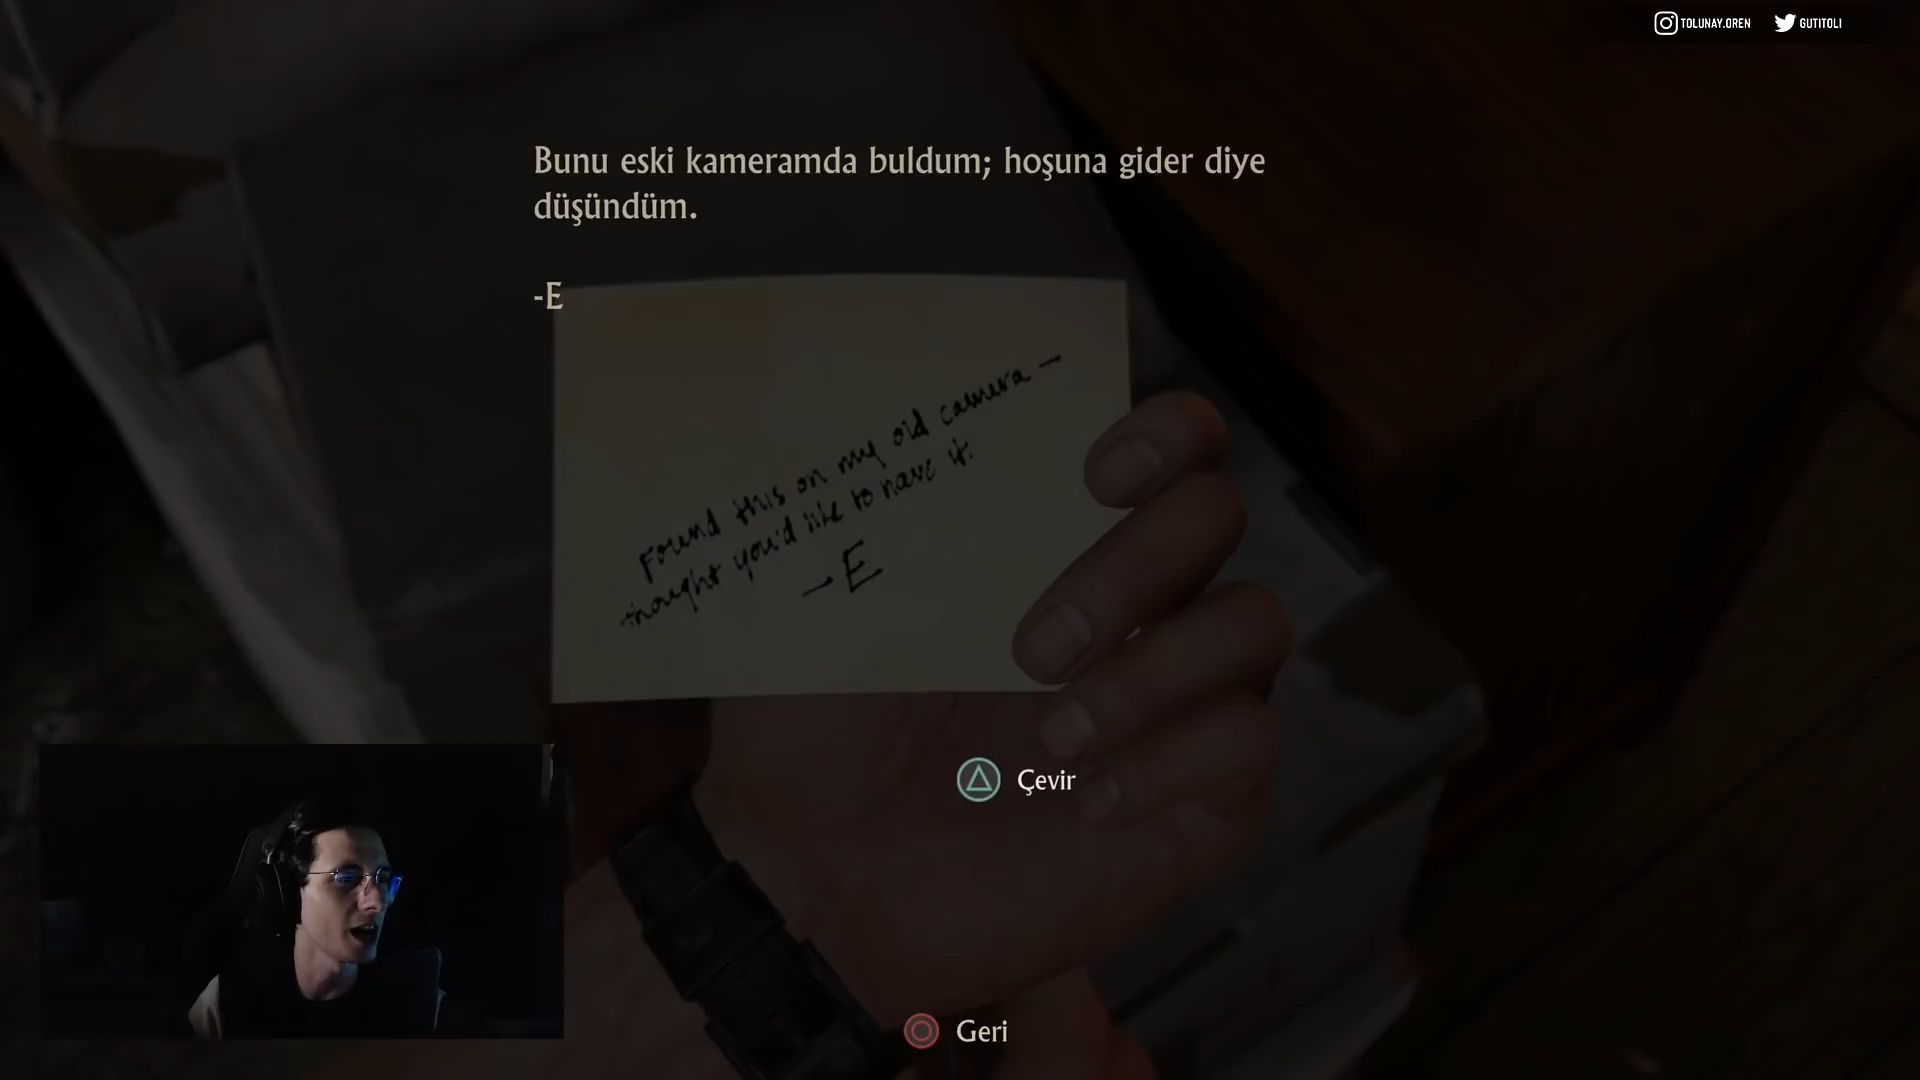 TOLUNAY.OREN GUTITOLI
Bunu eski kameramda buldum; hoşuna gider diye
düşündüm.
-E
Found this on my old camera —
thought you'd like to have it.
—E
Çevir
Geri